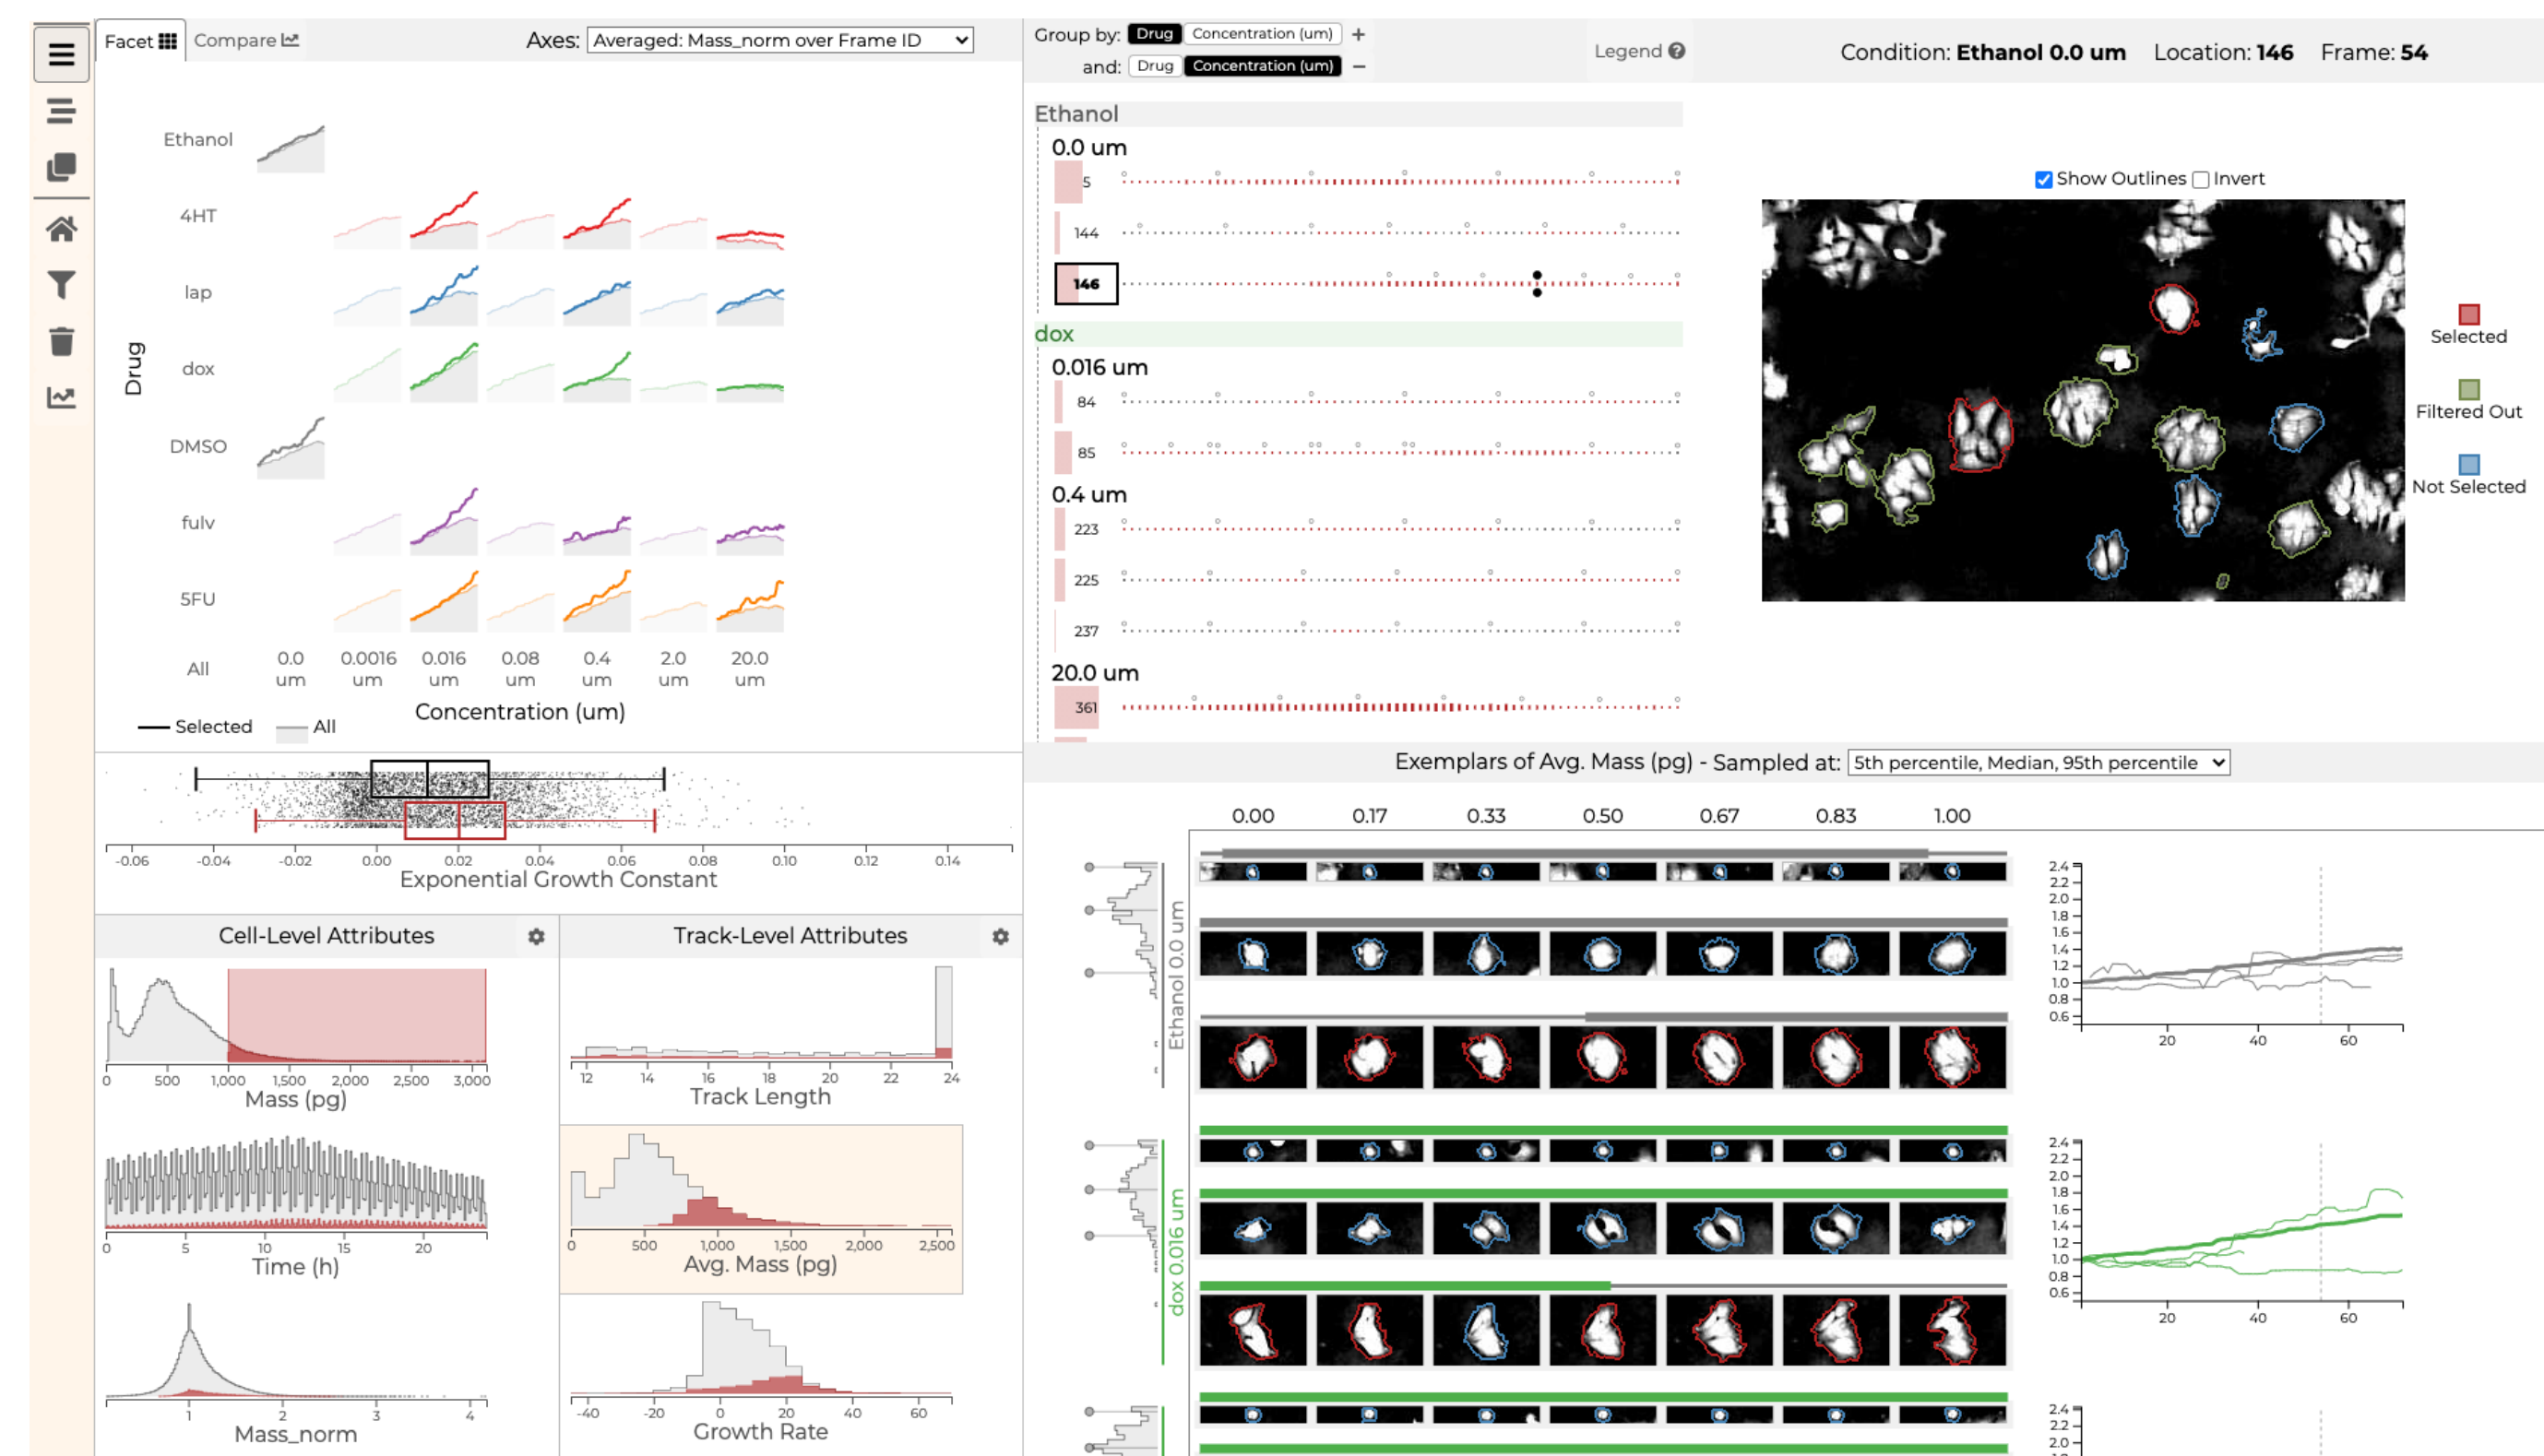 Facet
Compare
Axes: Averaged: Mass_norm over Frame ID
Drug
Ethanol
4HT
lap
dox
DMSO
fulv
5FU
All
0.0 um
0.0016 um
0.016 um
0.08 um
0.4 um
2.0 um
20.0 um
Concentration (um)
Selected
All
-0.06 -0.04 -0.02 0.00 0.02 0.04 0.06 0.08 0.10 0.12 0.14
Exponential Growth Constant
Cell-Level Attributes
0 500 1,000 1,500 2,000 2,500 3,000
Mass (pg)
0 5 10 15 20
Time (h)
1 2 3 4
Mass_norm
Track-Level Attributes
12 14 16 18 20 22 24
Track Length
0 500 1,000 1,500 2,000 2,500
Avg. Mass (pg)
-40 -20 0 20 40 60
Growth Rate
Group by: Drug Concentration (um) +
and: Drug Concentration (um) −
Legend
Ethanol
0.0 um
5
144
146
dox
0.016 um
84
85
0.4 um
223
225
237
20.0 um
361
Condition: Ethanol 0.0 um Location: 146 Frame: 54
Show Outlines Invert
Selected
Filtered Out
Not Selected
Exemplars of Avg. Mass (pg) - Sampled at: 5th percentile, Median, 95th percentile
0.00 0.17 0.33 0.50 0.67 0.83 1.00
Ethanol 0.0 um
2.4
2.2
2.0
1.8
1.6
1.4
1.2
1.0
0.8
0.6
20 40 60
dox 0.016 um
2.4
2.2
2.0
1.8
1.6
1.4
1.2
1.0
0.8
0.6
20 40 60
2.4
2.2
2.0